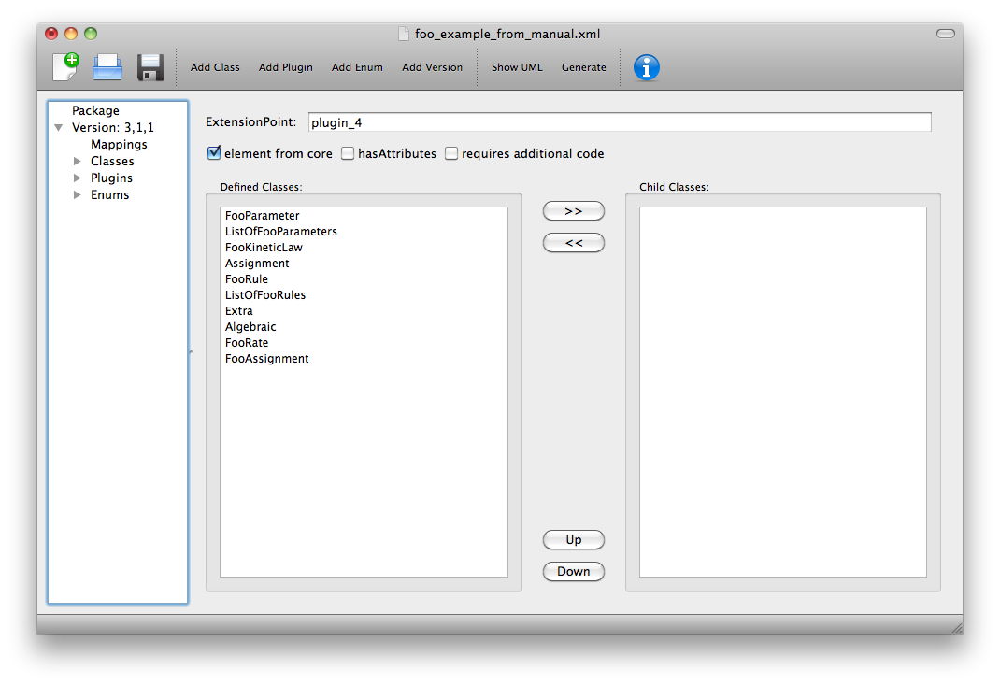 foo_example_from_manual.xml
Add Class Add Plugin Add Enum Add Version Show UML Generate
Package
Version: 3,1,1
Mappings
Classes
Plugins
Enums
ExtensionPoint: plugin_4
element from core hasAttributes requires additional code
Defined Classes:
FooParameter
ListOfFooParameters
FooKineticLaw
Assignment
FooRule
ListOfFooRules
Extra
Algebraic
FooRate
FooAssignment
>>
<<
Up
Down
Child Classes: